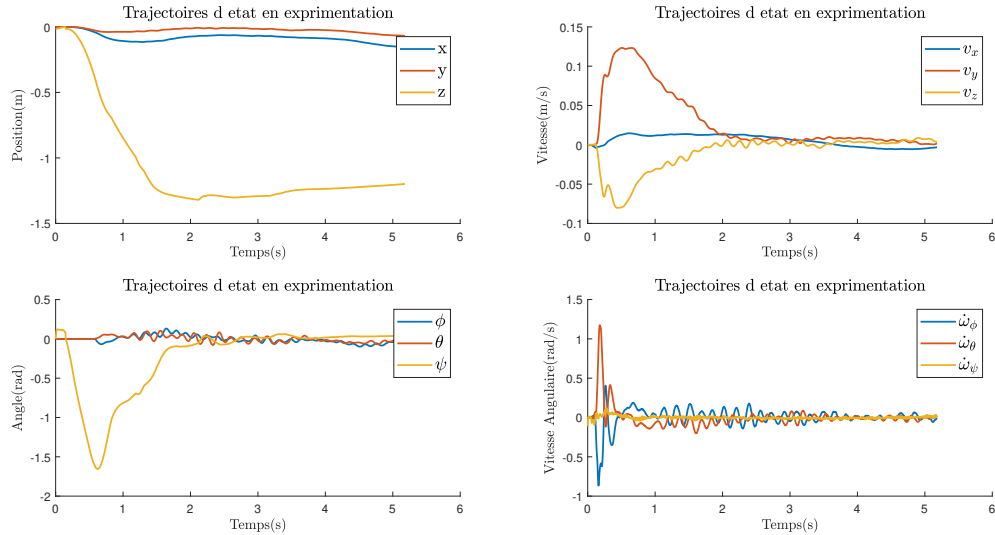 Trajectoires d etat en exprimentation
0
-0.5
-1
-1.5
Position(m)
x
y
z
0 1 2 3 4 5 6
Temps(s)
Trajectoires d etat en exprimentation
0.15
0.1
0.05
0
-0.05
-0.1
Vitesse(m/s)
v_x
v_y
v_z
0 1 2 3 4 5 6
Temps(s)
Trajectoires d etat en exprimentation
0.5
0
-0.5
-1
-1.5
-2
Angle(rad)
ϕ
θ
ψ
0 1 2 3 4 5 6
Temps(s)
Trajectoires d etat en exprimentation
1.5
1
0.5
0
-0.5
-1
Vitesse Angulaire(rad/s)
ω̇_ϕ
ω̇_θ
ω̇_ψ
0 1 2 3 4 5 6
Temps(s)